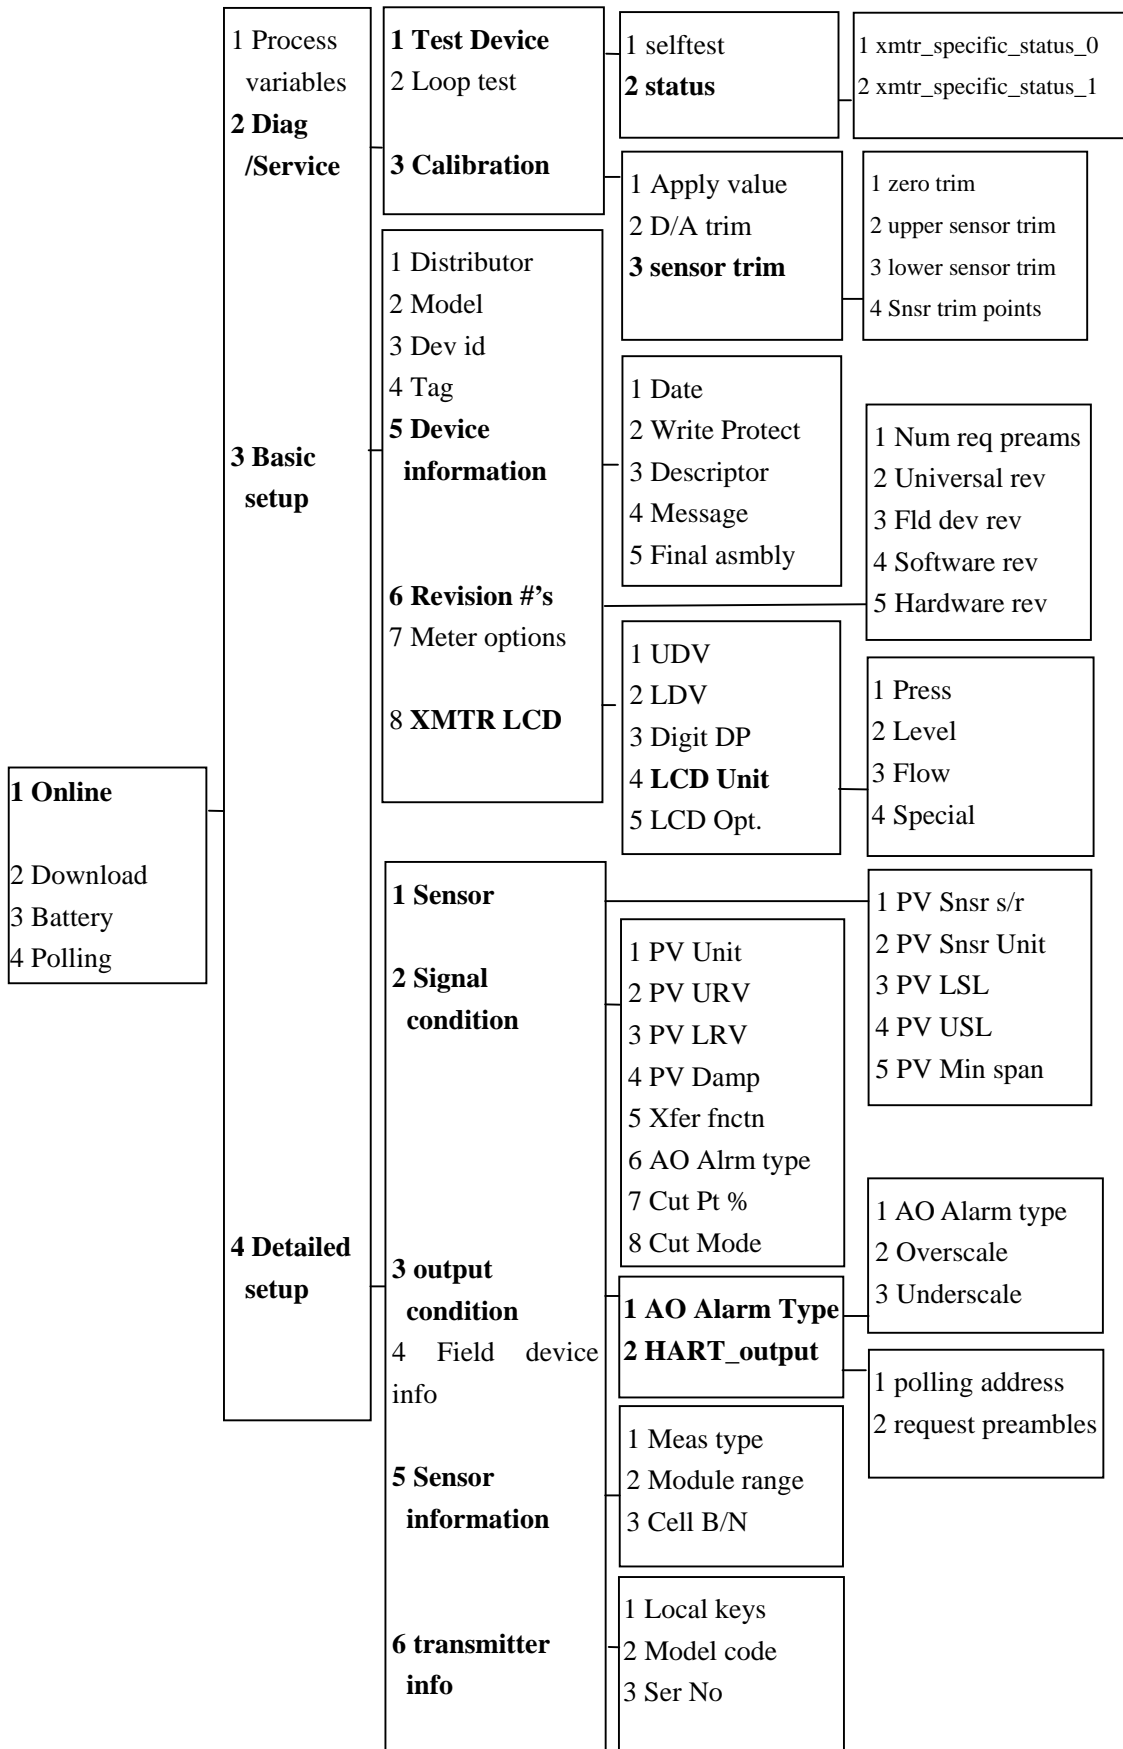 1 Online
2 Download
3 Battery
4 Polling
1 Process
variables
2 Diag
/Service
3 Basic
setup
4 Detailed
setup
1 Test Device
2 Loop test
3 Calibration
1 selftest
2 status
1 xmtr_specific_status_0
2 xmtr_specific_status_1
1 Apply value
2 D/A trim
3 sensor trim
1 zero trim
2 upper sensor trim
3 lower sensor trim
4 Snsr trim points
1 Distributor
2 Model
3 Dev id
4 Tag
5 Device
information
6 Revision #'s
7 Meter options
8 XMTR LCD
1 Date
2 Write Protect
3 Descriptor
4 Message
5 Final asmbly
1 Num req preams
2 Universal rev
3 Fld dev rev
4 Software rev
5 Hardware rev
1 UDV
2 LDV
3 Digit DP
4 LCD Unit
5 LCD Opt.
1 Press
2 Level
3 Flow
4 Special
1 Sensor
2 Signal
condition
3 output
condition
4 Field device
info
5 Sensor
information
6 transmitter
info
1 PV Snsr s/r
2 PV Snsr Unit
3 PV LSL
4 PV USL
5 PV Min span
1 PV Unit
2 PV URV
3 PV LRV
4 PV Damp
5 Xfer fnctn
6 AO Alrm type
7 Cut Pt %
8 Cut Mode
1 AO Alarm Type
2 HART_output
1 AO Alarm type
2 Overscale
3 Underscale
1 polling address
2 request preambles
1 Meas type
2 Module range
3 Cell B/N
1 Local keys
2 Model code
3 Ser No